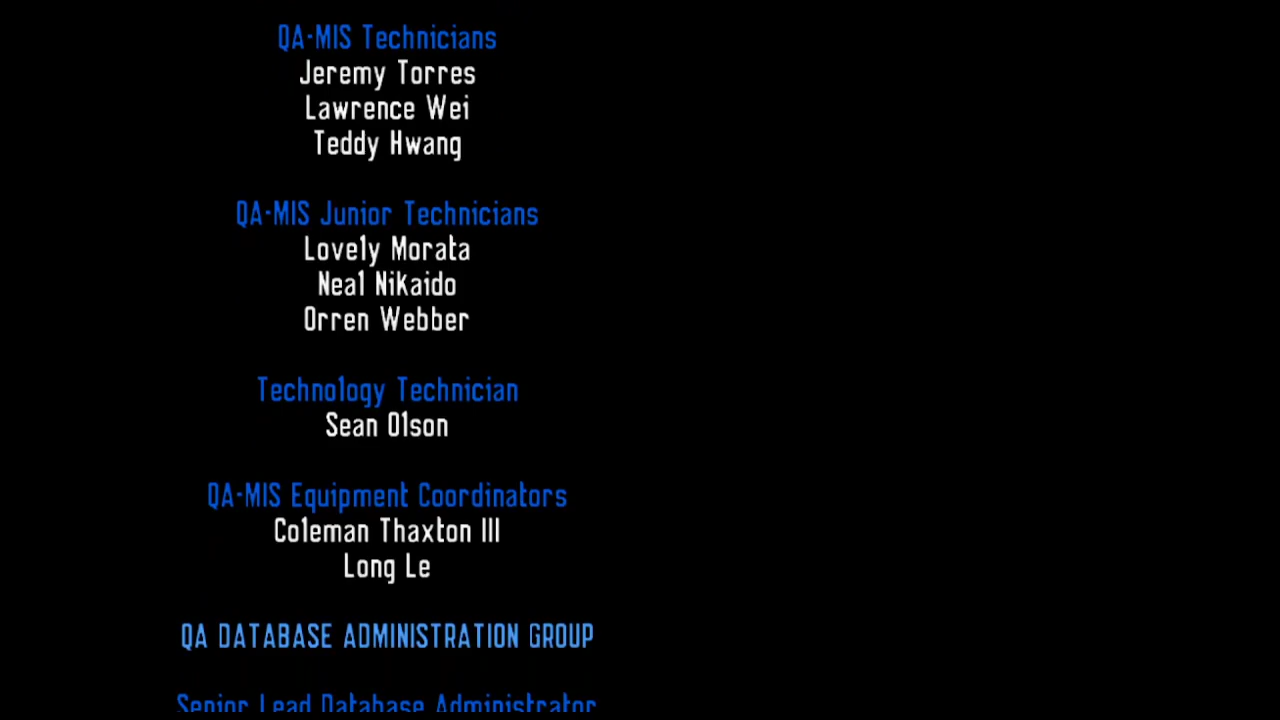 QA-MIS Technicians
Jeremy Torres
Lawrence Wei
Teddy Hwang
QA-MIS Junior Technicians
Lovely Morata
Neal Nikaido
Orren Webber
Technology Technician
Sean Olson
QA-MIS Equipment Coordinators
Coleman Thaxton III
Long Le
QA DATABASE ADMINISTRATION GROUP
Senior Lead Database Administrator